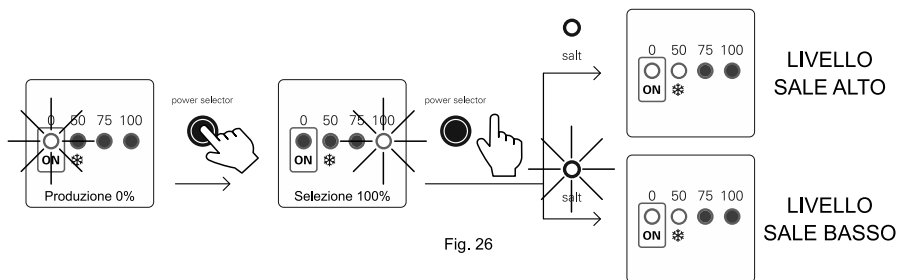 0 50 75 100
ON
Produzione 0%
power selector
0 50 75 100
ON
Selezione 100%
power selector
salt
0 50 75 100
ON
LIVELLO
SALE ALTO
salt
0 50 75 100
ON
LIVELLO
SALE BASSO
Fig. 26